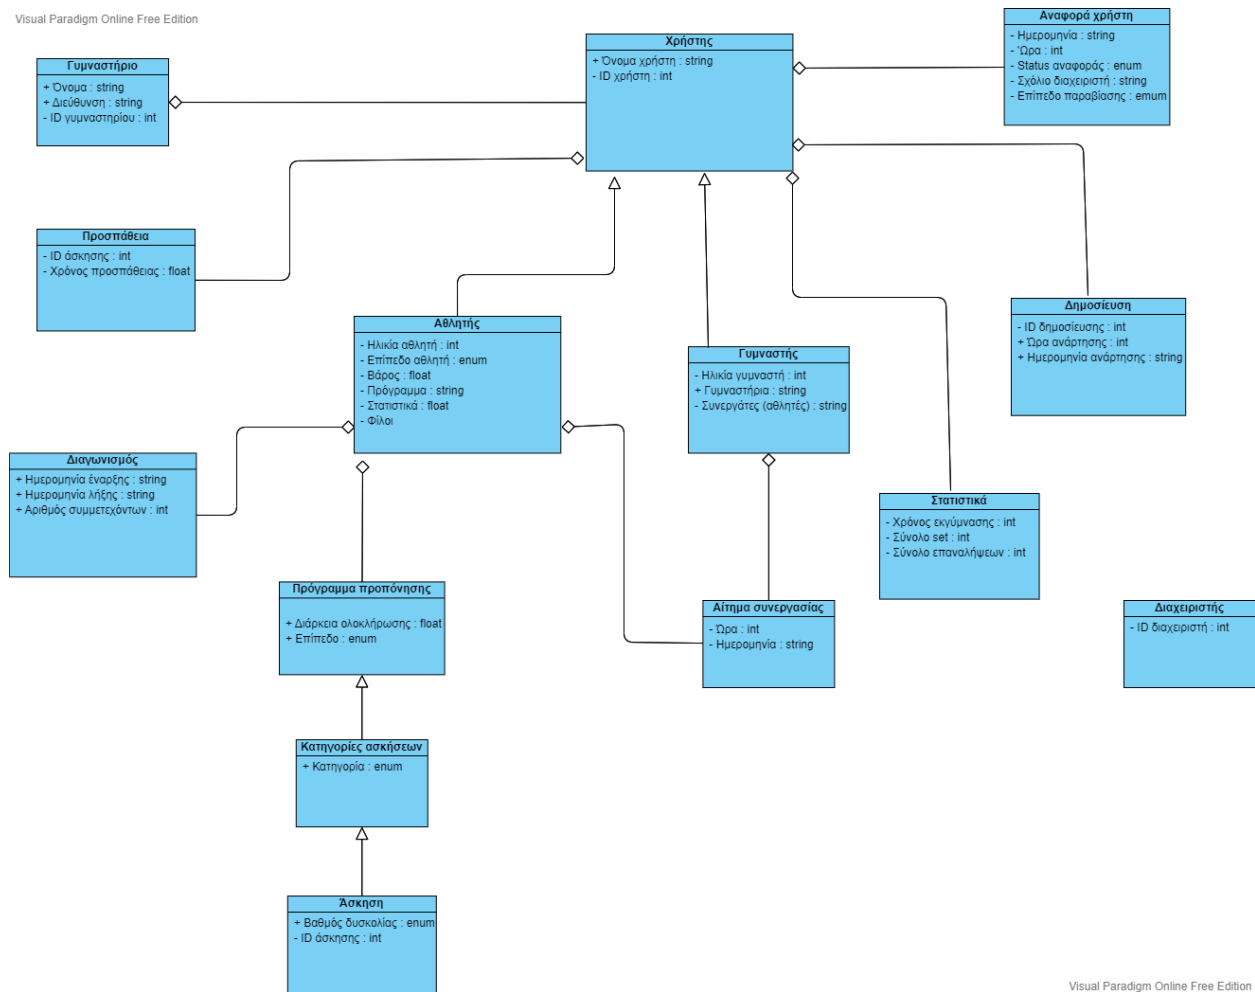 Visual Paradigm Online Free Edition
Γυμναστήριο
+ Όνομα : string
+ Διεύθυνση : string
- ID γυμναστηρίου : int
Χρήστης
+ Όνομα χρήστη : string
- ID χρήστη : int
Αναφορά χρήστη
- Ημερομηνία : string
- 'Ωρα : int
- Status αναφοράς : enum
- Σχόλιο διαχειριστή : string
- Επίπεδο παραβίασης : emum
Προσπάθεια
- ID άσκησης : int
- Χρόνος προσπάθειας : float
Αθλητής
- Ηλικία αθλητή : int
- Επίπεδο αθλητή : enum
- Βάρος : float
- Πρόγραμμα : string
- Στατιστικά : float
- Φίλοι
Γυμναστής
- Ηλικία γυμναστή : int
+ Γυμναστήρια : string
- Συνεργάτες (αθλητές) : string
Δημοσίευση
- ID δημοσίευσης : int
+ Ώρα ανάρτησης : int
+ Ημερομηνία ανάρτησης : string
Διαγωνισμός
+ Ημερομηνία έναρξης : string
+ Ημερομηνία λήξης : string
+ Αριθμός συμμετεχόντων : int
Στατιστικά
- Χρόνος εκγύμνασης : int
- Σύνολο set : int
- Σύνολο επαναλήψεων : int
Πρόγραμμα προπόνησης
+ Διάρκεια ολοκλήρωσης : float
+ Επίπεδο : enum
Αίτημα συνεργασίας
- Ώρα : int
- Ημερομηνία : string
Διαχειριστής
- ID διαχειριστή : int
Κατηγορίες ασκήσεων
+ Κατηγορία : enum
Άσκηση
+ Βαθμός δυσκολίας : enum
- ID άσκησης : int
Visual Paradigm Online Free Edition